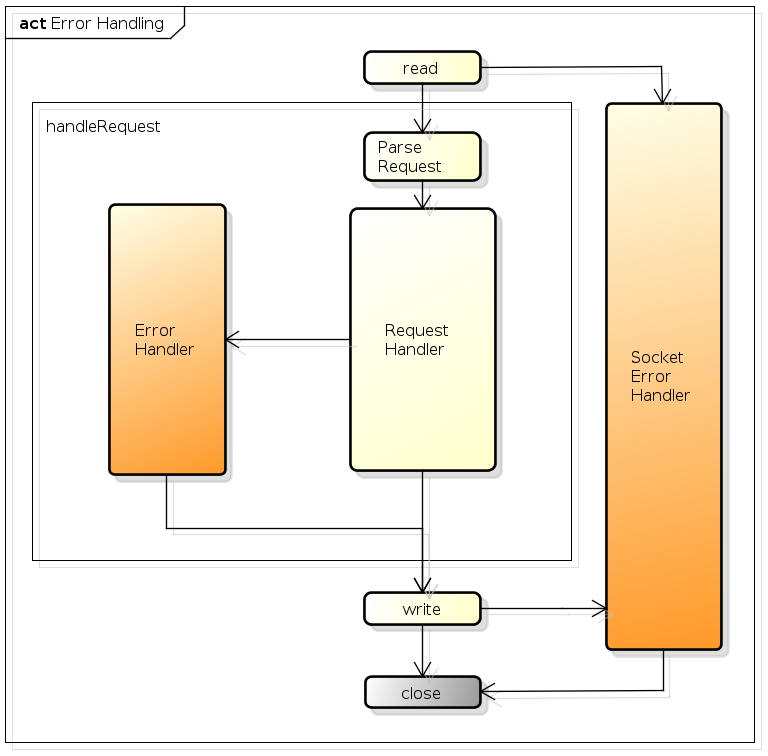 act Error Handling
read
handleRequest
Parse
Request
Error
Handler
Request
Handler
Socket
Error
Handler
write
close